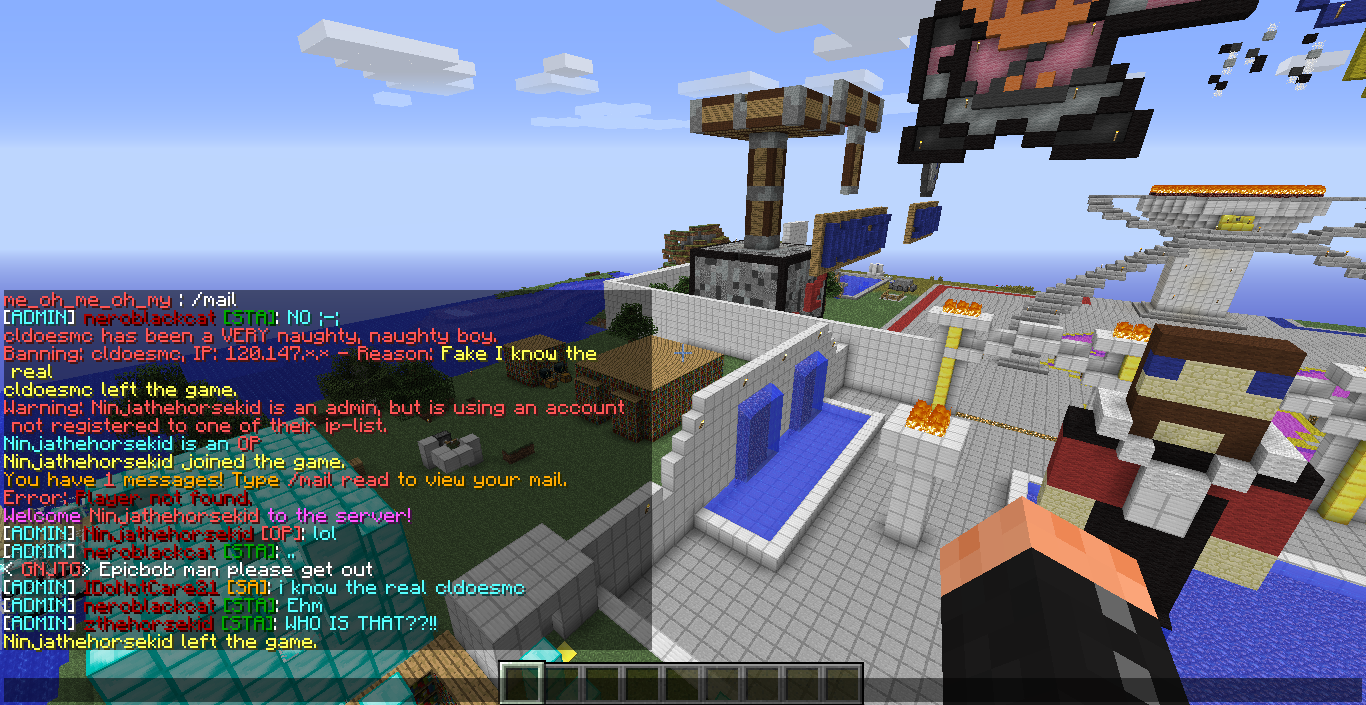 me_oh_me_oh_my : /mail
[ADMIN] neroblackcat [STA]: NO ;-;
cldoesmc has been a VERY naughty, naughty boy.
Banning: cldoesmc, IP: 120.147.×.× - Reason: Fake I know the
real
cldoesmc left the game.
Warning: Ninjathehorsekid is an admin, but is using an account
not registered to one of their ip-list.
Ninjathehorsekid is an OP
Ninjathehorsekid joined the game.
You have 1 messages! Type /mail read to view your mail.
Error: Player not found.
Welcome Ninjathehorsekid to the server!
[ADMIN] Ninjathehorsekid [OP]: lol
[ADMIN] neroblackcat [STA]: ..
< GNJTG> Epicbob man please get out
[ADMIN] IDoNotCare21 [SA]: i know the real cldoesmc
[ADMIN] neroblackcat [STA]: Ehm
[ADMIN] zthehorsekid [STA]: WHO IS THAT??!!
Ninjathehorsekid left the game.